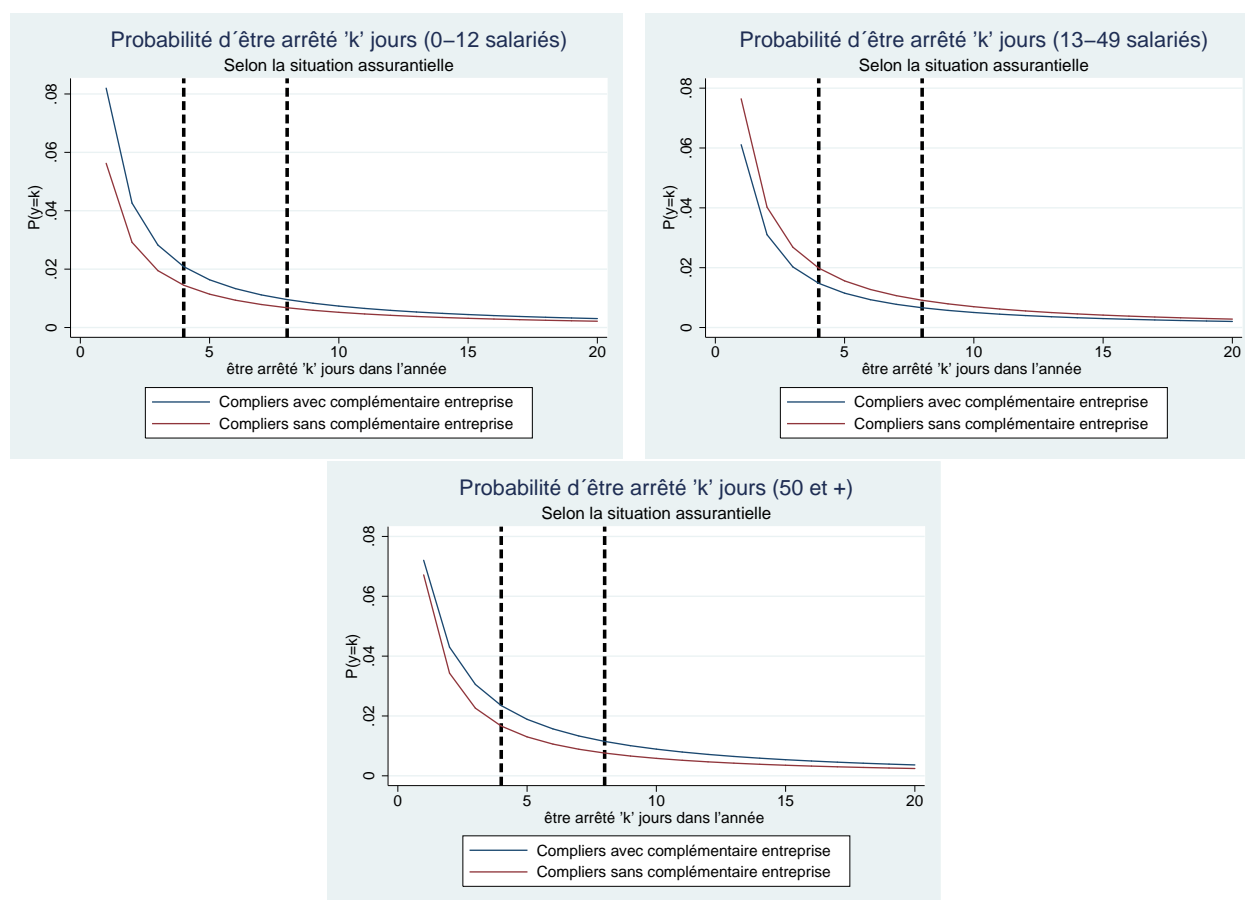 Probabilité d´être arrêté ’k’ jours (0−12 salariés)
Selon la situation assurantielle
P(y=k)
0 .02 .04 .06 .08
0 5 10 15 20
être arrêté ’k’ jours dans l’année
Compliers avec complémentaire entreprise
Compliers sans complémentaire entreprise
Probabilité d´être arrêté ’k’ jours (13−49 salariés)
Selon la situation assurantielle
P(y=k)
0 .02 .04 .06 .08
0 5 10 15 20
être arrêté ’k’ jours dans l’année
Compliers avec complémentaire entreprise
Compliers sans complémentaire entreprise
Probabilité d´être arrêté ’k’ jours (50 et +)
Selon la situation assurantielle
P(y=k)
0 .02 .04 .06 .08
0 5 10 15 20
être arrêté ’k’ jours dans l’année
Compliers avec complémentaire entreprise
Compliers sans complémentaire entreprise